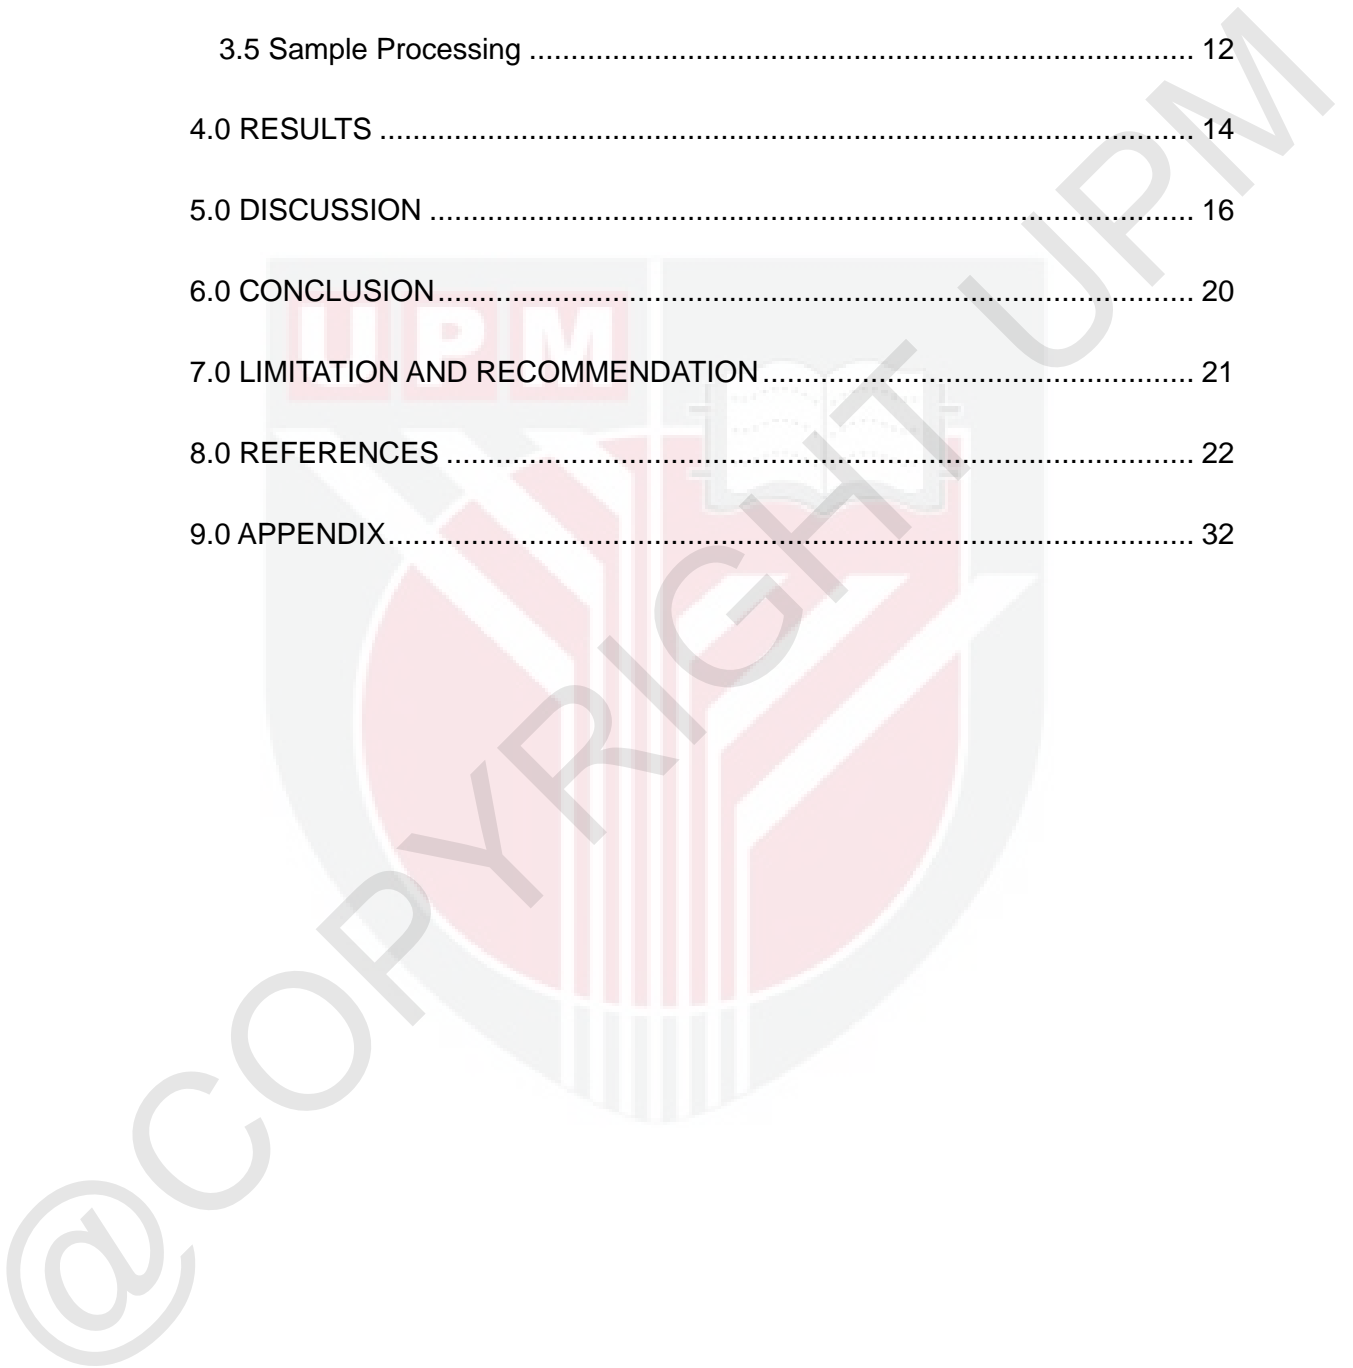 3.5 Sample Processing ................................................................................ 12
4.0 RESULTS .................................................................................................. 14
5.0 DISCUSSION ............................................................................................ 16
6.0 CONCLUSION........................................................................................... 20
7.0 LIMITATION AND RECOMMENDATION.................................................... 21
8.0 REFERENCES .......................................................................................... 22
9.0 APPENDIX................................................................................................. 32
UPM
@COPYRIGHT UPM